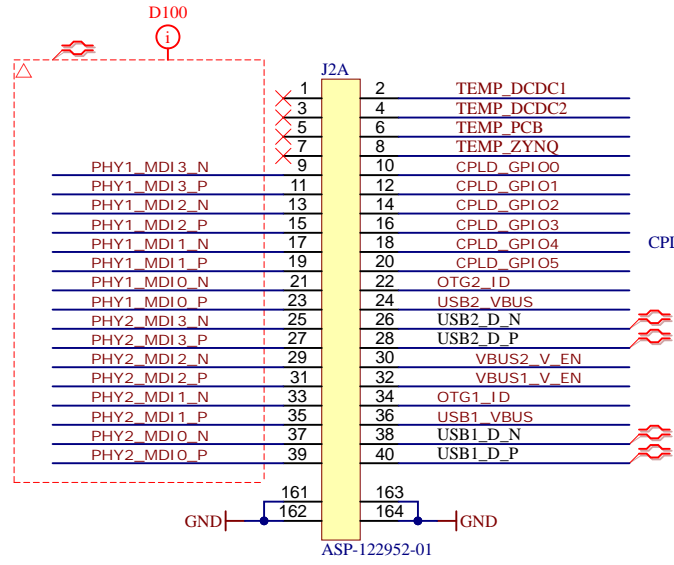 D100
i
J2A
1 2 TEMP_DCDC1
3 4 TEMP_DCDC2
5 6 TEMP_PCB
7 8 TEMP_ZYNQ
PHY1_MDI3_N 9 10 CPLD_GPIO0
PHY1_MDI3_P 11 12 CPLD_GPIO1
PHY1_MDI2_N 13 14 CPLD_GPIO2
PHY1_MDI2_P 15 16 CPLD_GPIO3
PHY1_MDI1_N 17 18 CPLD_GPIO4 CPL
PHY1_MDI1_P 19 20 CPLD_GPIO5
PHY1_MDI0_N 21 22 OTG2_ID
PHY1_MDI0_P 23 24 USB2_VBUS
PHY2_MDI3_N 25 26 USB2_D_N
PHY2_MDI3_P 27 28 USB2_D_P
PHY2_MDI2_N 29 30 VBUS2_V_EN
PHY2_MDI2_P 31 32 VBUS1_V_EN
PHY2_MDI1_N 33 34 OTG1_ID
PHY2_MDI1_P 35 36 USB1_VBUS
PHY2_MDI0_N 37 38 USB1_D_N
PHY2_MDI0_P 39 40 USB1_D_P
161 163
GND 162 164 GND
ASP-122952-01